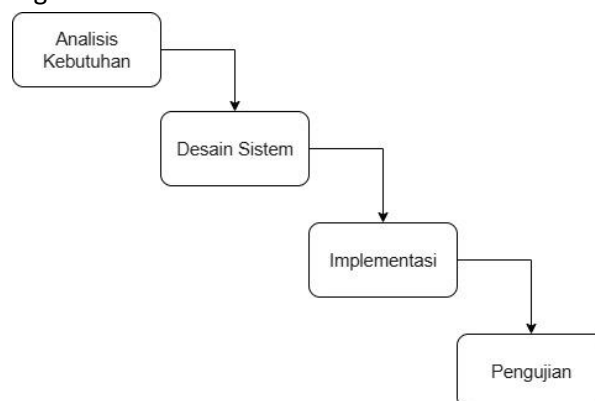 Analisis
Kebutuhan
Desain Sistem
Implementasi
Pengujian